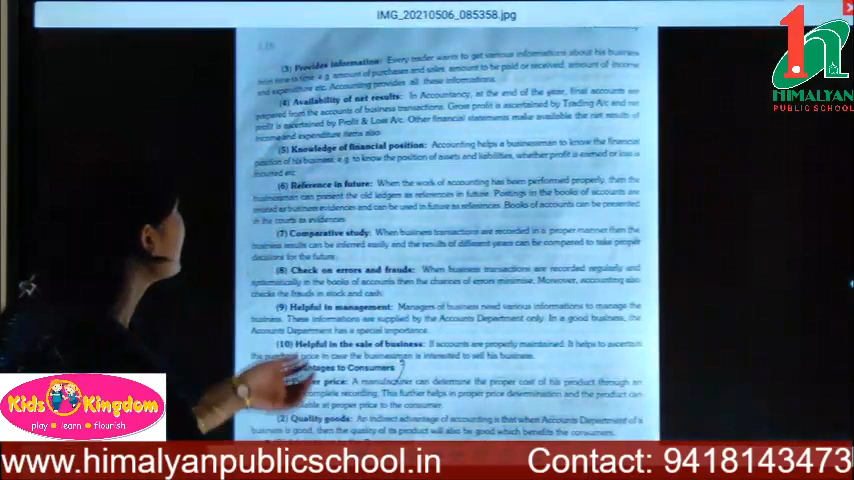 IMG_20210506_085358.jpg
1
HIMALYAN
PUBLIC SCHOOL
(3) Provides information: Every trader wants to get various informations about his business
from time to time, e.g. amount of purchases and sales, amount to be paid or received, amount of income
and expenditure etc. Accounting provides all these informations.
(4) Availability of net results: In Accountancy, at the end of the year, final accounts are
prepared from the accounts of business transactions. Gross profit is ascertained by Trading A/c and net
profit is ascertained by Profit & Loss A/c. Other financial statements make available the net results of
income and expenditure items also.
(5) Knowledge of financial position: Accounting helps a businessman to know the financial
position of his business, e.g. to know the position of assets and liabilities, whether profit is earned or loss is
incurred etc.
(6) Reference in future: When the work of accounting has been performed properly, then the
businessman can present the old ledgers as references in future. Postings in the books of accounts are
treated as business evidences and can be used in future as references. Books of accounts can be presented
in the courts as evidences.
(7) Comparative study: When business transactions are recorded in a proper manner then the
business results can be inferred easily and the results of different years can be compared to take proper
decisions for the future.
(8) Check on errors and frauds: When business transactions are recorded regularly and
systematically in the books of accounts then the chances of errors minimise. Moreover, accounting also
checks the frauds in stock and cash.
(9) Helpful in management: Managers of business need various informations to manage the
business. These informations are supplied by the Accounts Department only. In a good business, the
Accounts Department has a special importance.
(10) Helpful in the sale of business: If accounts are properly maintained. It helps to ascertain
the purchase price in case the businessman is interested to sell his business.
to Consumers
price: A manufacturer can determine the proper cost of his product through an
complete recording. This further helps in proper price determination and the product can
at proper price to the consumer.
(2) Quality goods: An indirect advantage of accounting is that when Accounts Department of a
business is good, then the quality of its product will also be good which benefits the consumers.
Kids Kingdom
play • learn • flourish
www.himalyanpublicschool.in
Contact: 9418143473